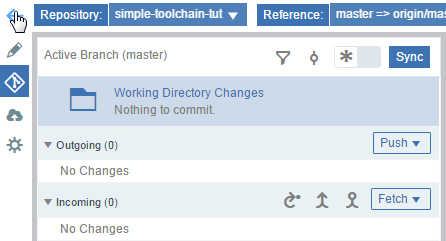 Repository: simple-toolchain-tut Reference: master => origin/mas
Active Branch (master) Sync
Working Directory Changes
Nothing to commit.
Outgoing (0) Push
No Changes
Incoming (0) Fetch
No Changes